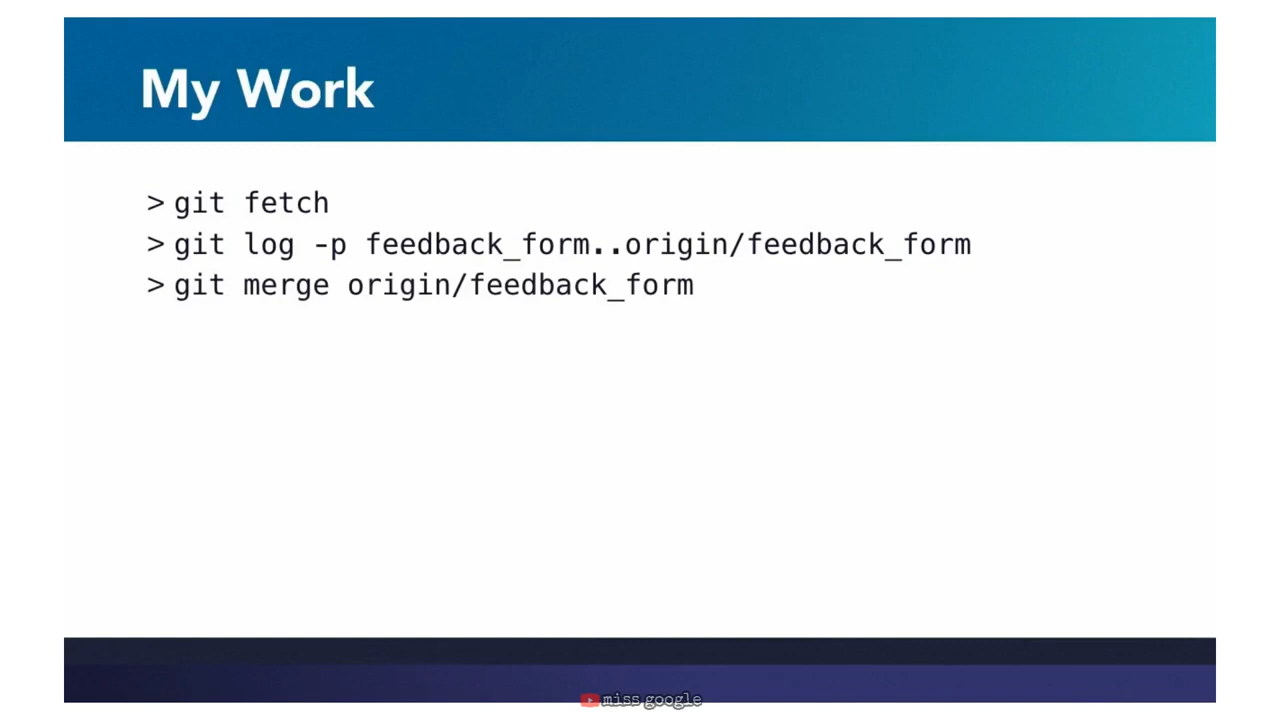 My Work
> git fetch
> git log -p feedback_form..origin/feedback_form
> git merge origin/feedback_form
miss google